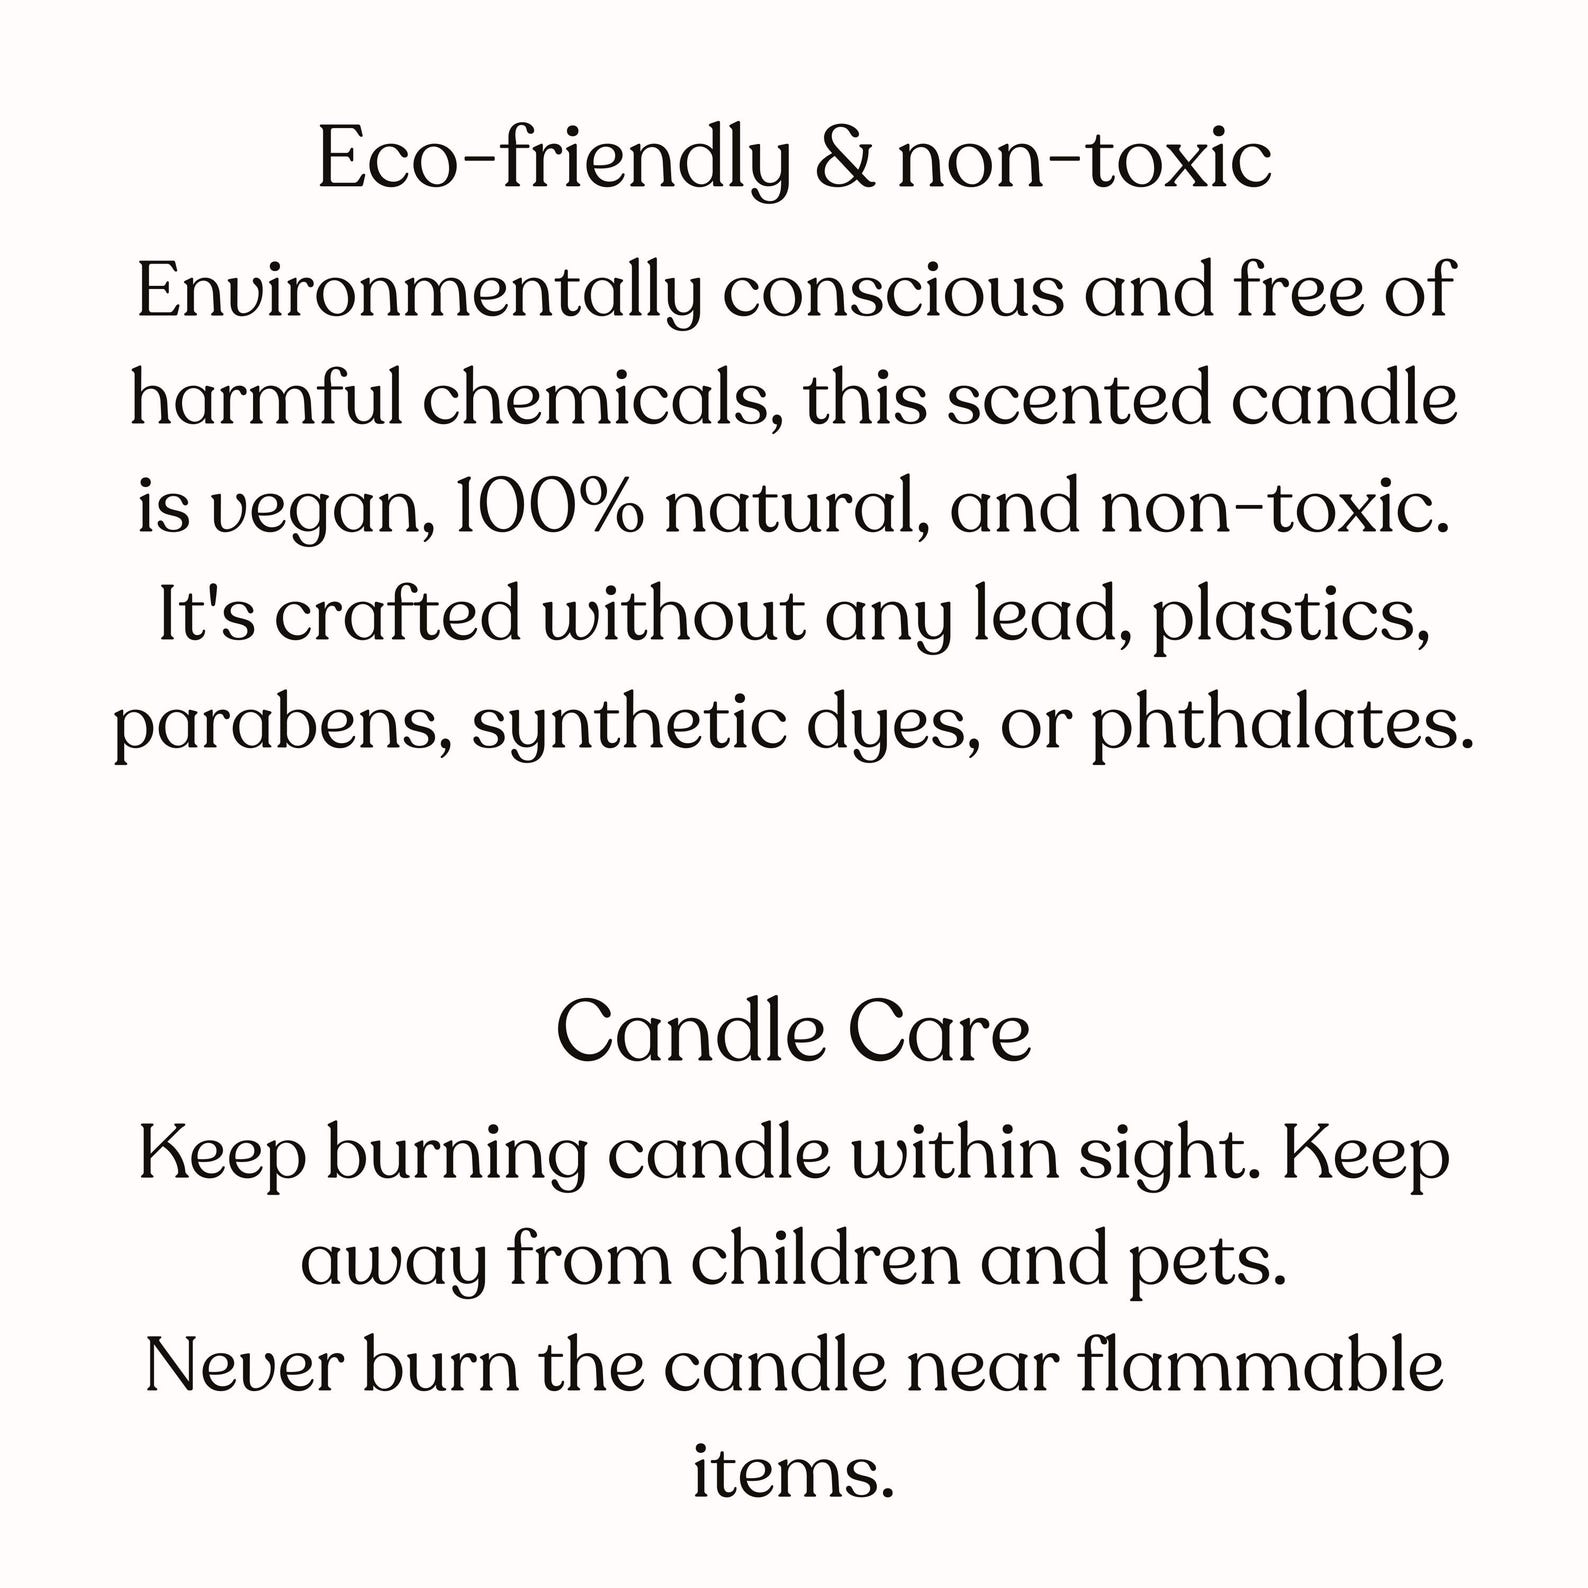 Eco-friendly & non-toxic
Environmentally conscious and free of
harmful chemicals, this scented candle
is vegan, 100% natural, and non-toxic.
It's crafted without any lead, plastics,
parabens, synthetic dyes, or phthalates.
Candle Care
Keep burning candle within sight. Keep
away from children and pets.
Never burn the candle near flammable
items.